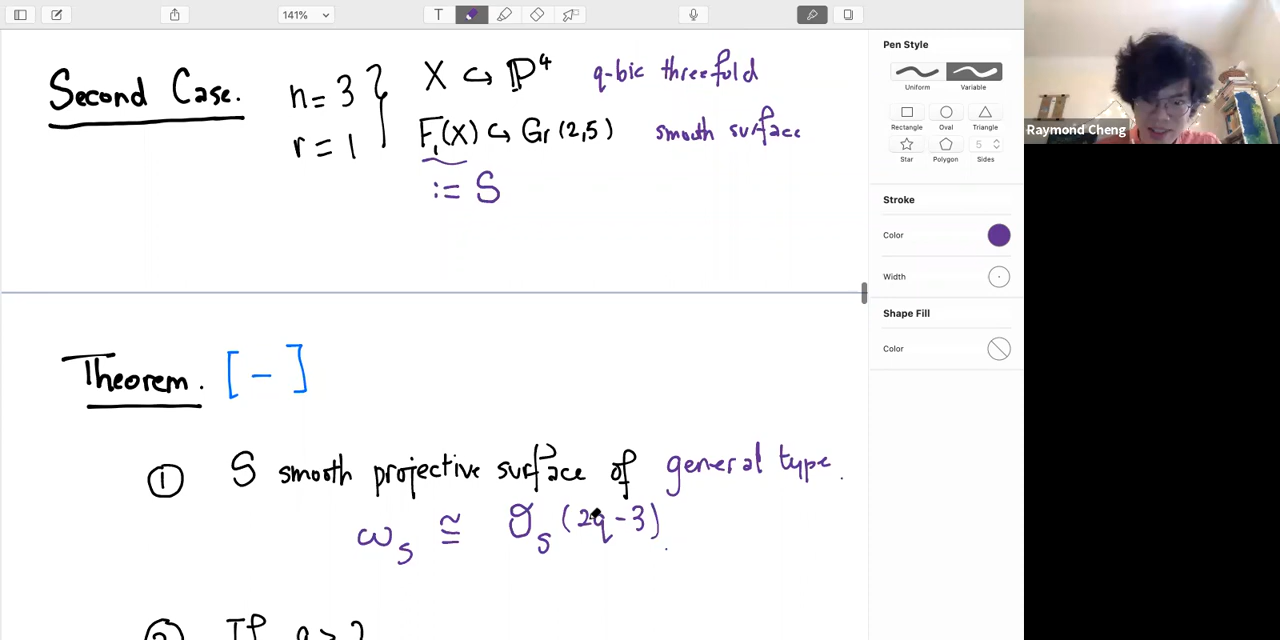 141%
T
Second Case.
n = 3
r = 1
X ↪ ℙ⁴ q-bic threefold
F₁(X) ↪ Gr(2,5) smooth surface
:= S
Theorem. [ - ]
① S smooth projective surface of general type.
ω_S ≅ O_S (2q-3).
② If q > 2
Pen Style
Uniform
Variable
Rectangle
Oval
Triangle
Star
Polygon
5
Sides
Stroke
Color
Width
Shape Fill
Color
Raymond Cheng